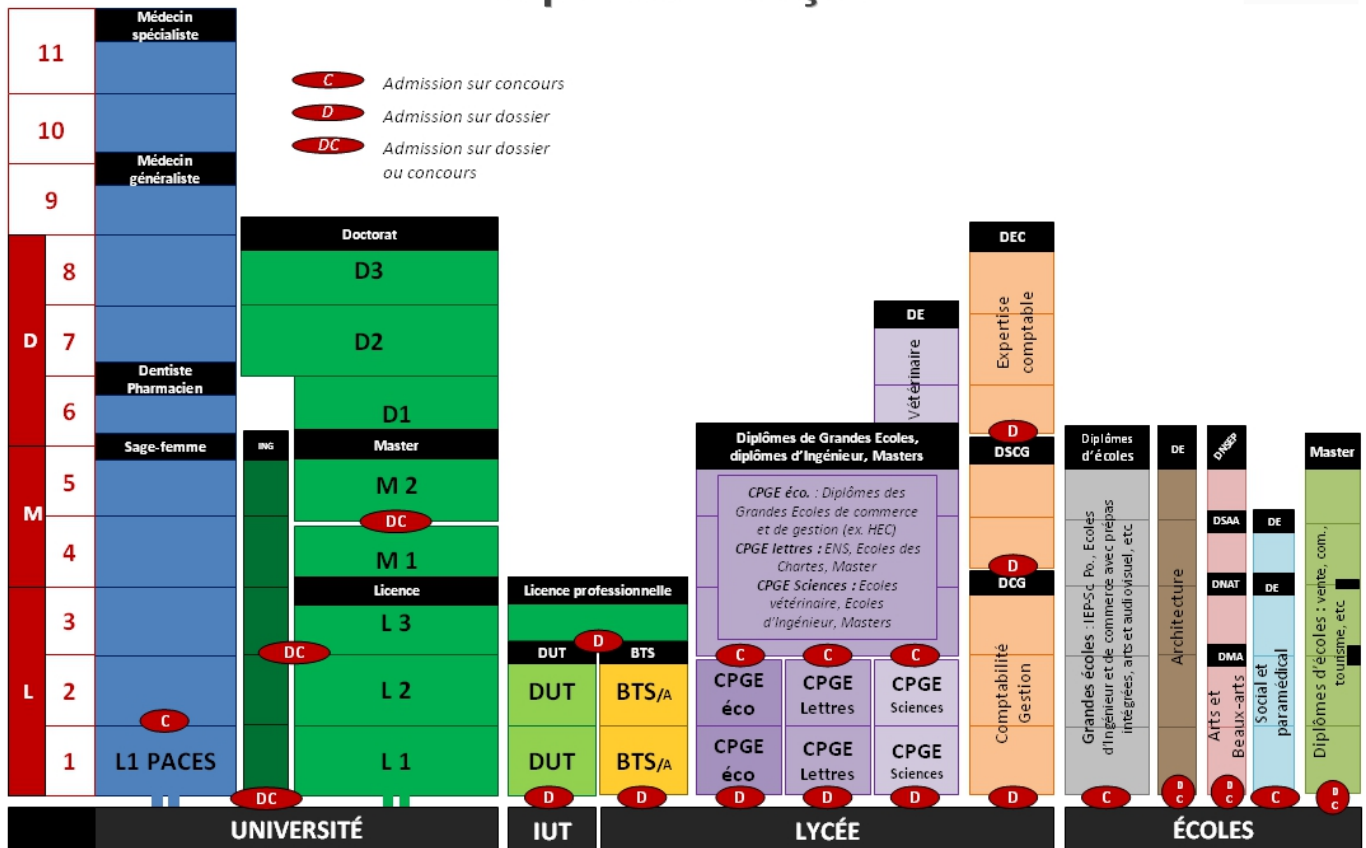 Médecin
spécialiste
11
10
Médecin
généraliste
9
D
8
7
Dentiste
Pharmacien
6
Sage-femme
M
5
4
L
3
2
C
1
L1 PACES
C
Admission sur concours
D
Admission sur dossier
DC
Admission sur dossier
ou concours
Doctorat
D3
D2
D1
ING
Master
M 2
DC
M 1
Licence
L 3
DC
L 2
L 1
DC
Licence professionnelle
D
DUT
BTS
DUT
BTS/A
DUT
BTS/A
D
D
DE
Vétérinaire
Diplômes de Grandes Ecoles,
diplômes d'Ingénieur, Masters
CPGE éco. : Diplômes des
Grandes Ecoles de commerce
et de gestion (ex. HEC)
CPGE lettres : ENS, Ecoles des
Chartes, Master
CPGE Sciences : Ecoles
vétérinaire, Ecoles
d'Ingénieur, Masters
C
C
C
CPGE
éco
CPGE
Lettres
CPGE
Sciences
CPGE
éco
CPGE
Lettres
CPGE
Sciences
D
D
D
DEC
Expertise
comptable
D
DSCG
D
DCG
Comptabilité
Gestion
D
Diplômes
d'écoles
Grandes écoles : IEP-Sc. Po., Ecoles
d'Ingénieur et de commerce avec prépas
intégrées, arts et audiovisuel, etc
C
DE
Architecture
D
C
DNSEP
DSAA
DNAT
DMA
Arts et
Beaux-arts
D
C
DE
DE
Social et
paramédical
C
Master
Diplômes d'écoles : vente, com.,
tourisme, etc
D
C
UNIVERSITÉ
IUT
LYCÉE
ÉCOLES